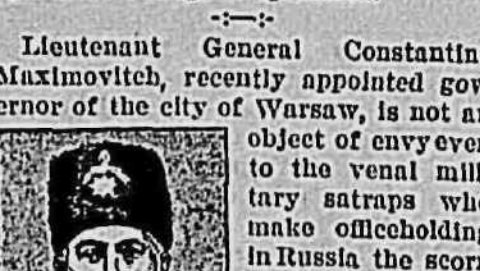 Lieutenant General Constantin
Maximovitch, recently appointed gov
ernor of the city of Warsaw, is not an
object of envy even
to the venal mili
tary satraps who
make officeholding
in Russia the scorn